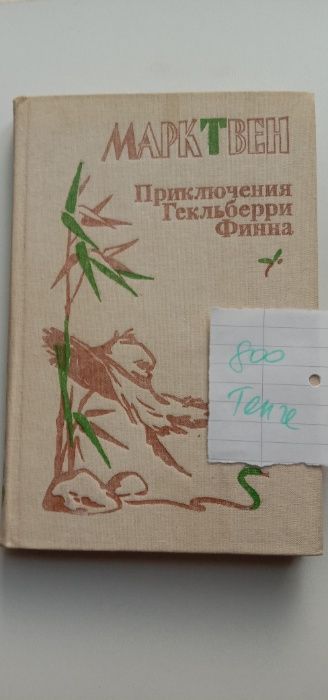 МАРК ТВЕН
Приключения
Гекльберри
Финна
800
Тенге